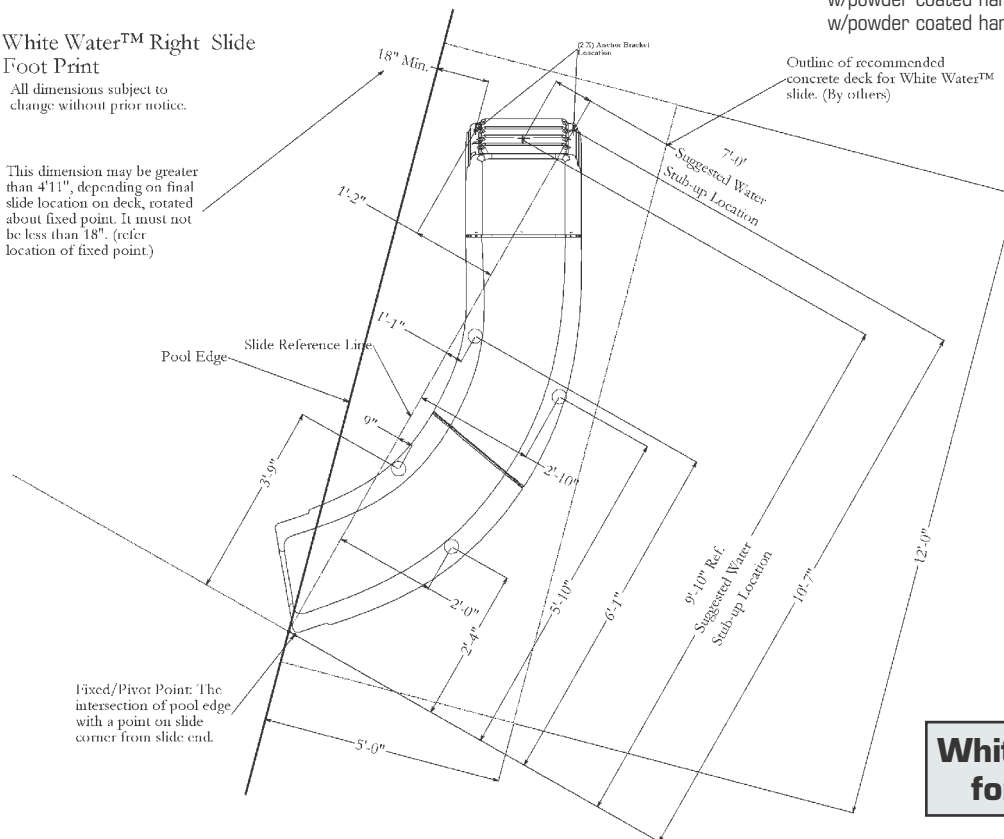 w/powder coated han
w/powder coated han
White Water™ Right Slide
Foot Print
All dimensions subject to
change without prior notice.
18" Min.
(2 X) Anchor Bracket
Loacation
Outline of recommended
concrete deck for White Water™
slide. (By others)
This dimension may be greater
than 4'11", depending on final
slide location on deck, rotated
about fixed point. It must not
be less than 18". (refer
location of fixed point.)
7'-0'
Suggested Water
Stub-up Location
1'-2"
1'-1"
Slide Reference Line
Pool Edge
9"
3'-9"
2'-10"
12'-0"
9'-10" Ref.
Suggested Water
Stub-up Location
10'-7"
5'-10"
6'-1"
2'-0"
2'-4"
Fixed/Pivot Point: The
intersection of pool edge
with a point on slide
corner from slide end.
5'-0"
Whit
fo